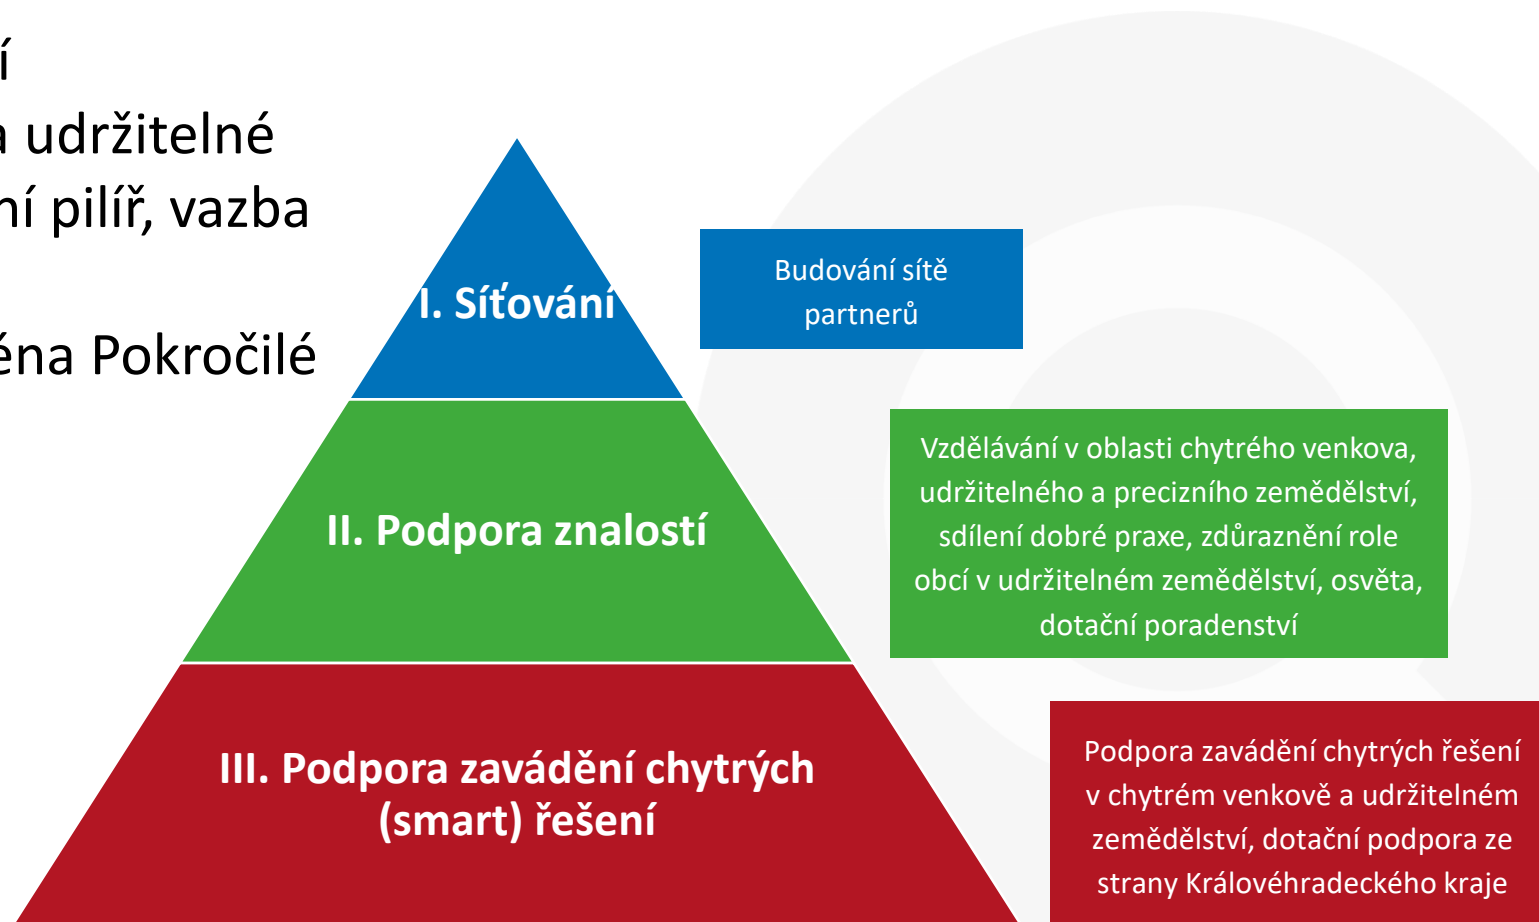 í
a udržitelné
ní pilíř, vazba
éna Pokročilé
I. Síťování
Budování sítě
partnerů
II. Podpora znalostí
Vzdělávání v oblasti chytrého venkova,
udržitelného a precizního zemědělství,
sdílení dobré praxe, zdůraznění role
obcí v udržitelném zemědělství, osvěta,
dotační poradenství
III. Podpora zavádění chytrých
(smart) řešení
Podpora zavádění chytrých řešení
v chytrém venkově a udržitelném
zemědělství, dotační podpora ze
strany Královéhradeckého kraje